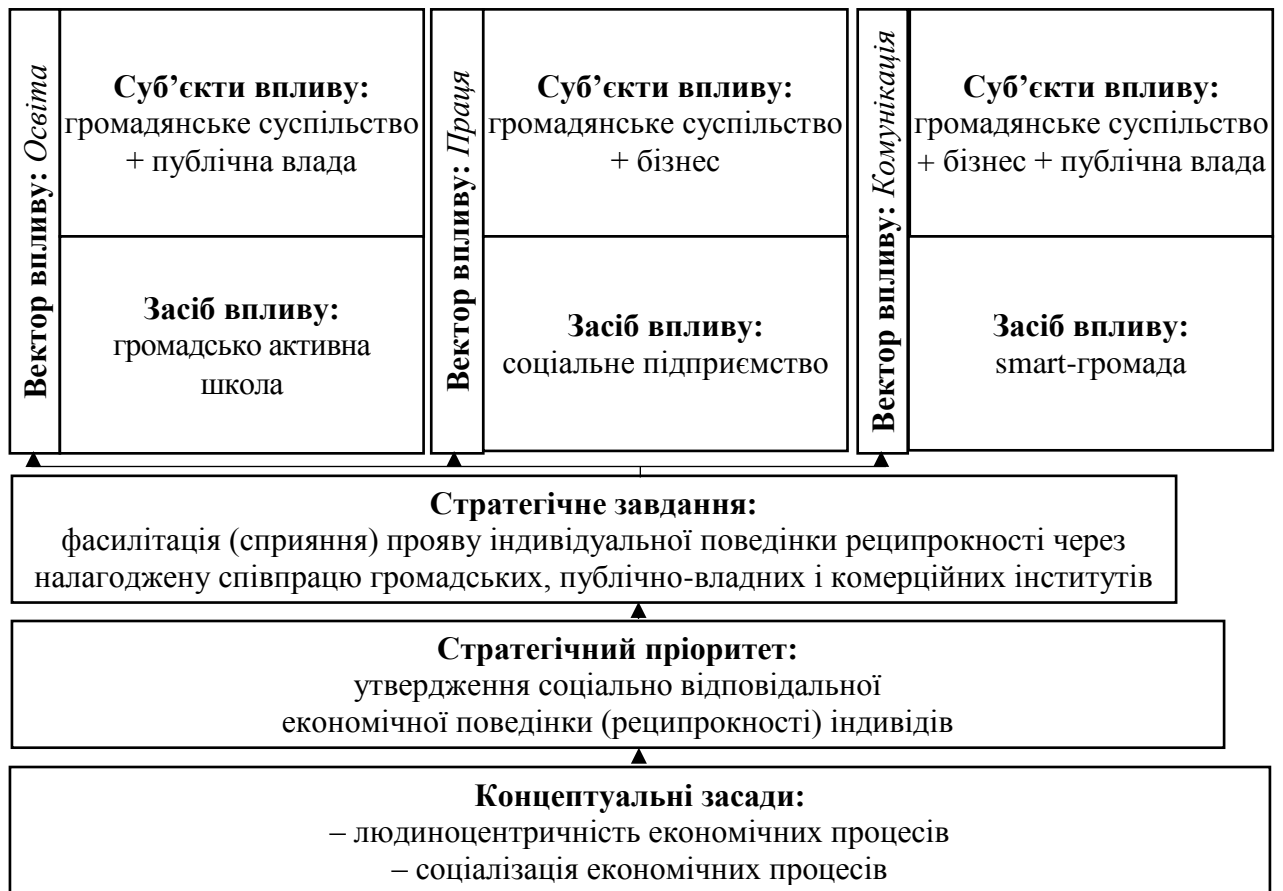 Вектор впливу: Освіта
Суб’єкти впливу:
громадянське суспільство
+ публічна влада
Засіб впливу:
громадсько активна
школа
Вектор впливу: Праця
Суб’єкти впливу:
громадянське суспільство
+ бізнес
Засіб впливу:
соціальне підприємство
Вектор впливу: Комунікація
Суб’єкти впливу:
громадянське суспільство
+ бізнес + публічна влада
Засіб впливу:
smart-громада
Стратегічне завдання:
фасилітація (сприяння) прояву індивідуальної поведінки реципрокності через
налагоджену співпрацю громадських, публічно-владних і комерційних інститутів
Стратегічний пріоритет:
утвердження соціально відповідальної
економічної поведінки (реципрокності) індивідів
Концептуальні засади:
– людиноцентричність економічних процесів
– соціалізація економічних процесів